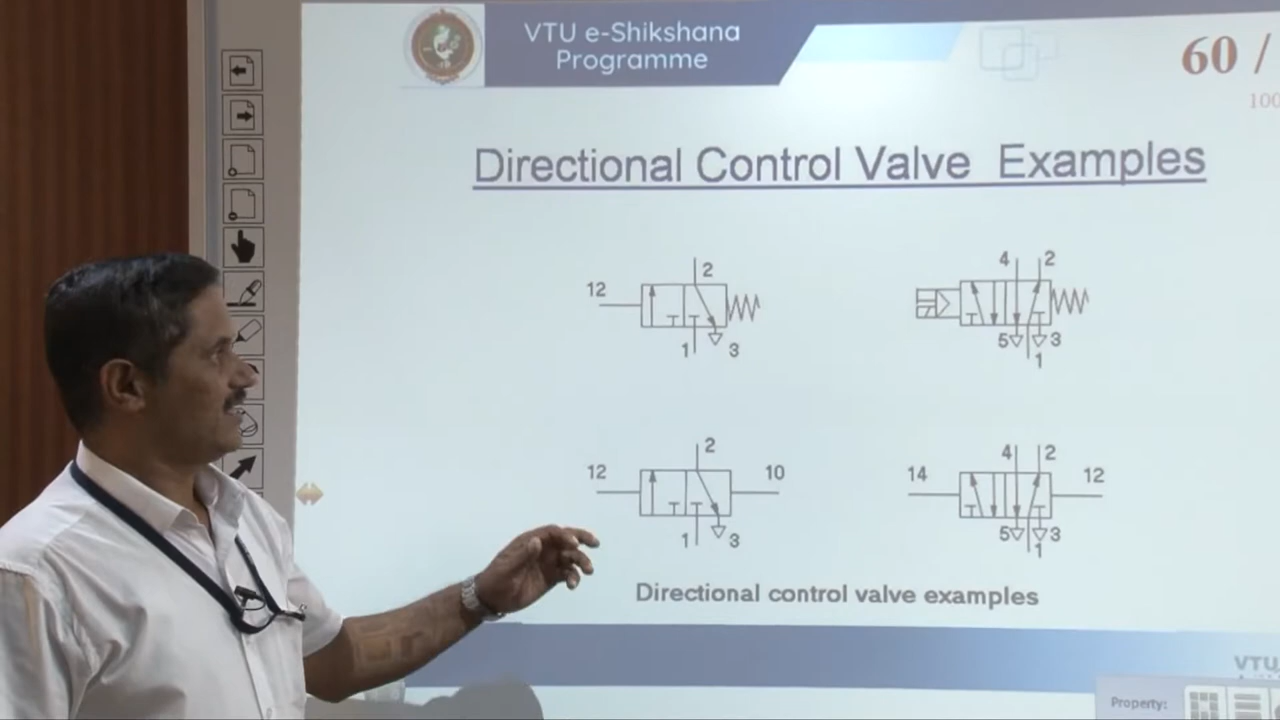 VTU e-Shikshana
Programme
60 /
100
Directional Control Valve Examples
2
12
1
3
4 2
5 3
1
2
12 10
1 3
4 2
14 12
5 3
1
Directional control valve examples
VTU
Property: